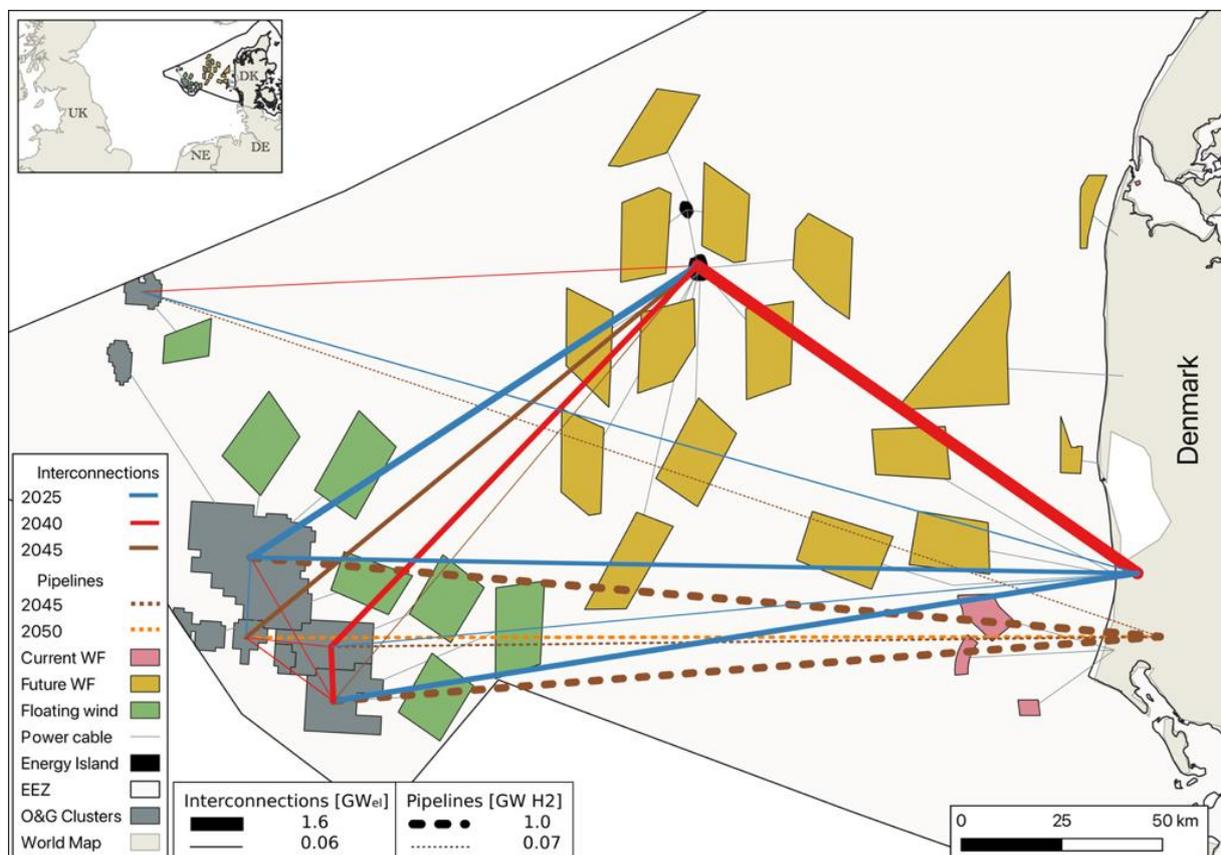 UK
DK
NE
DE
Denmark
Interconnections
2025
2040
2045
Pipelines
2045
2050
Current WF
Future WF
Floating wind
Power cable
Energy Island
EEZ
O&G Clusters
World Map
Interconnections [GWel]
1.6
0.06
Pipelines [GW H2]
1.0
0.07
0 25 50 km